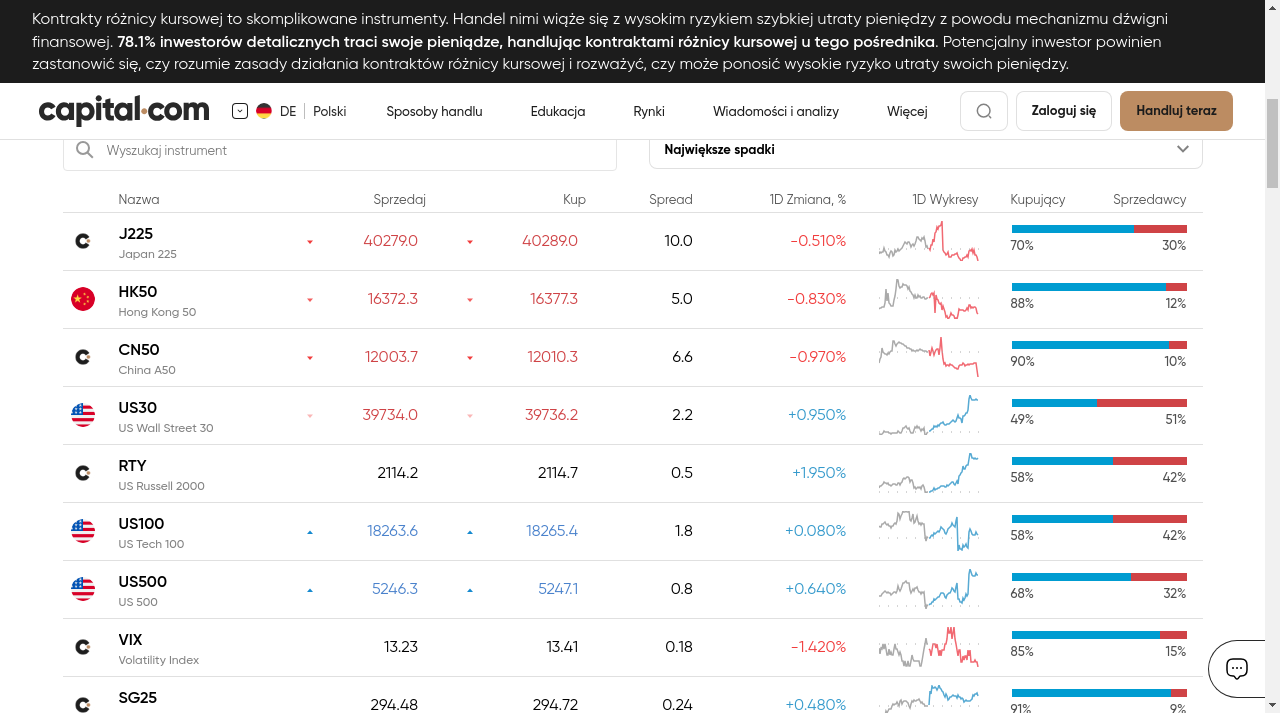 Kontrakty różnicy kursowej to skomplikowane instrumenty. Handel nimi wiąże się z wysokim ryzykiem szybkiej utraty pieniędzy z powodu mechanizmu dźwigni
finansowej. 78.1% inwestorów detalicznych traci swoje pieniądze, handlując kontraktami różnicy kursowej u tego pośrednika. Potencjalny inwestor powinien
zastanowić się, czy rozumie zasady działania kontraktów różnicy kursowej i rozważyć, czy może ponosić wysokie ryzyko utraty swoich pieniędzy.
capital.com DE Polski Sposoby handlu Edukacja Rynki Wiadomości i analizy Więcej Zaloguj się Handluj teraz
Wyszukaj instrument Największe spadki
Nazwa Sprzedaj Kup Spread 1D Zmiana, % 1D Wykresy Kupujący Sprzedawcy
J225 40279.0 40289.0 10.0 -0.510% 70% 30%
Japan 225
HK50 16372.3 16377.3 5.0 -0.830% 88% 12%
Hong Kong 50
CN50 12003.7 12010.3 6.6 -0.970% 90% 10%
China A50
US30 39734.0 39736.2 2.2 +0.950% 49% 51%
US Wall Street 30
RTY 2114.2 2114.7 0.5 +1.950% 58% 42%
US Russell 2000
US100 18263.6 18265.4 1.8 +0.080% 58% 42%
US Tech 100
US500 5246.3 5247.1 0.8 +0.640% 68% 32%
US 500
VIX 13.23 13.41 0.18 -1.420% 85% 15%
Volatility Index
SG25 294.48 294.72 0.24 +0.480% 91% 9%